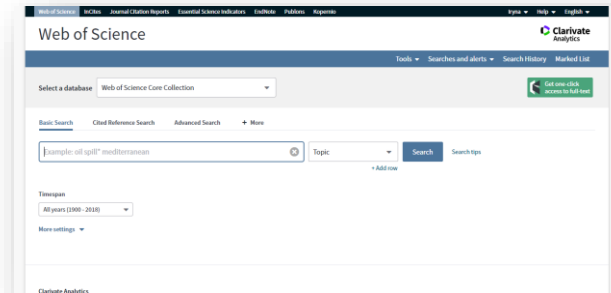 Web of Science InCites Journal Citation Reports Essential Science Indicators EndNote Publons Kopernio Iryna Help English
Web of Science
Clarivate
Analytics
Tools Searches and alerts Search History Marked List
Select a database Web of Science Core Collection
Get one-click
access to full-text
Basic Search Cited Reference Search Advanced Search + More
Example: oil spill* mediterranean Topic Search Search tips
+ Add row
Timespan
All years (1900 - 2018)
More settings
Clarivate Analytics